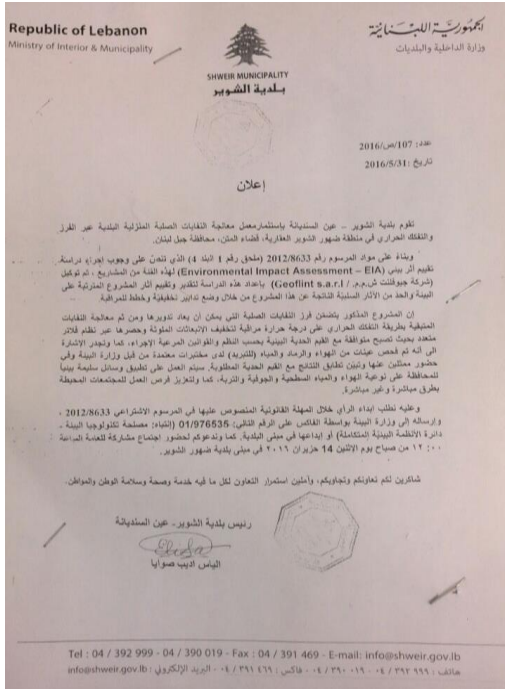 Republic of Lebanon
Ministry of Interior & Municipality
الجمهورية اللبنانية
وزارة الداخلية والبلديات
SHWEIR MUNICIPALITY
بلدية الشوير
عدد: 107/ص/2016
تاريخ :2016/5/31
إعلان
تقوم بلدية الشوير – عين السنديانة بإستثمار معمل معالجة النفايات الصلبة المنزلية البلدية عبر الفرز
والتفكك الحراري في منطقة ضهور الشوير العقارية، قضاء المتن، محافظة جبل لبنان.
وبناءً على مواد المرسوم رقم 2012/8633 (ملحق رقم 1 البند 4) الذي تنص على وجوب إجراء دراسة
تقييم أثر بيئي (Environmental Impact Assessment – EIA) لهذه الفئة من المشاريع ، تم توكيل
(شركة جيوفلنت ش.م.م. / Geoflint s.a.r.l) بإعداد هذه الدراسة لتقدير وتقييم آثار المشروع المترتبة على
البيئة والحد من الآثار السلبية الناتجة عن هذا المشروع من خلال وضع تدابير تخفيفية وخطط للمراقبة.
إن المشروع المذكور يتضمن فرز النفايات الصلبة التي يمكن أن يعاد تدويرها ومن ثم معالجة النفايات
المتبقية بطريقة التفكك الحراري على درجة حرارة مراقبة لتخفيف الانبعاثات الملوثة وحصرها عبر نظام فلاتر
متعدد بحيث تصبح متوافقة مع القيم الحدية البيئية بحسب النظم والقوانين المرعية الإجراء، كما وتجدر الإشارة
الى أنه تم فحص عينات من الهواء والرماد والمياه (للتبريد) لدى مختبرات معتمدة من قبل وزارة البيئة وفي
حضور ممثلين عنها وتبين تطابق النتائج مع القيم الحدية المطلوبة. سيتم العمل على تطبيق وسائل سليمة بيئياً
للمحافظة على نوعية الهواء والمياه السطحية والجوفية والتربة، كما ولتعزيز فرص العمل للمجتمعات المحيطة
بطرق مباشرة وغير مباشرة.
وعليه نطلب ابداء الرأي خلال المهلة القانونية المنصوص عليها في المرسوم الاشتراعي 2012/8633 ،
وإرساله إلى وزارة البيئة بواسطة الفاكس على الرقم التالي: 01/976535 (انتباه: مصلحة تكنولوجيا البيئة -
دائرة الأنظمة البيئية المتكاملة) أو إيداعها في مبنى البلدية. كما وندعوكم لحضور إجتماع مشاركة للعامة الساعة
١٢:٠٠ من صباح يوم الإثنين 14 حزيران ٢٠١٦ في مبنى بلدية ضهور الشوير.
شاكرين لكم تعاونكم وتجاوبكم، وآملين استمرار التعاون لكل ما فيه خدمة وصحة وسلامة الوطن والمواطن.
رئيس بلدية الشوير- عين السنديانة
الياس اديب صوايا
Tel : 04 / 392 999 - 04 / 390 019 - Fax : 04 / 391 469 - E-mail: info@shweir.gov.lb
هاتف : ٣٩٢ ٩٩٩ / ٠٤ - ٣٩٠ ٠١٩ / ٠٤ - فاكس : ٣٩١ ٤٦٩ / ٠٤ - البريد الإلكتروني : info@shweir.gov.lb